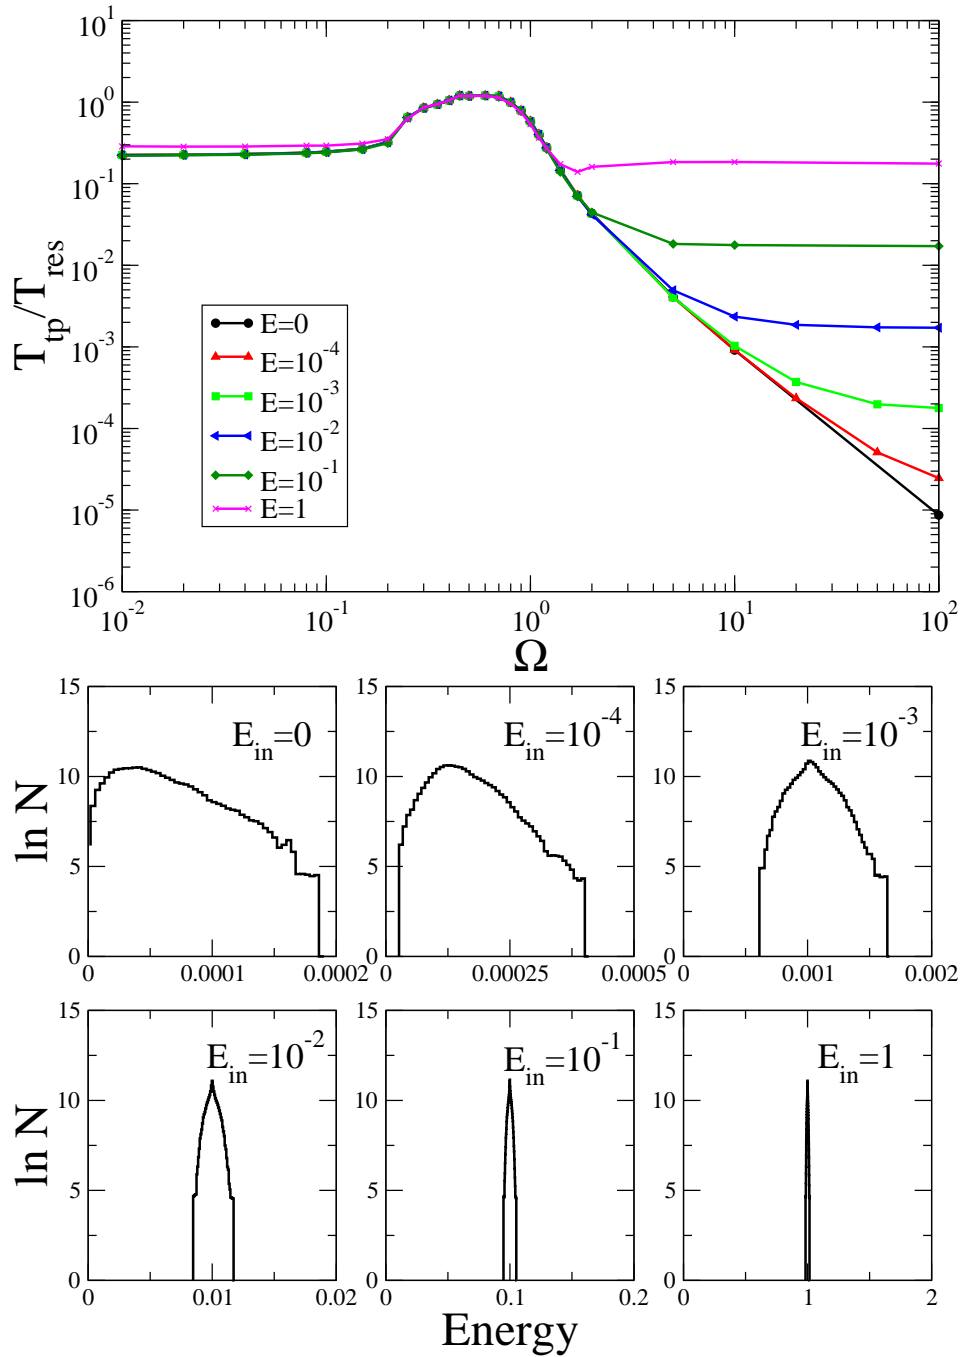 10^1
10^0
10^-1
10^-2
10^-3
10^-4
10^-5
10^-6
T_tp/T_res
E=0
E=10^-4
E=10^-3
E=10^-2
E=10^-1
E=1
10^-2 10^-1 10^0 10^1 10^2
Ω
15 15 15
E_in=0 E_in=10^-4 E_in=10^-3
10 10 10
ln N
5 5 5
0 0 0
0 0.0001 0.0002 0 0.00025 0.0005 0 0.001 0.002
15 15 15
E_in=10^-2 E_in=10^-1 E_in=1
10 10 10
ln N
5 5 5
0 0 0
0 0.01 0.02 0 0.1 0.2 0 1 2
Energy